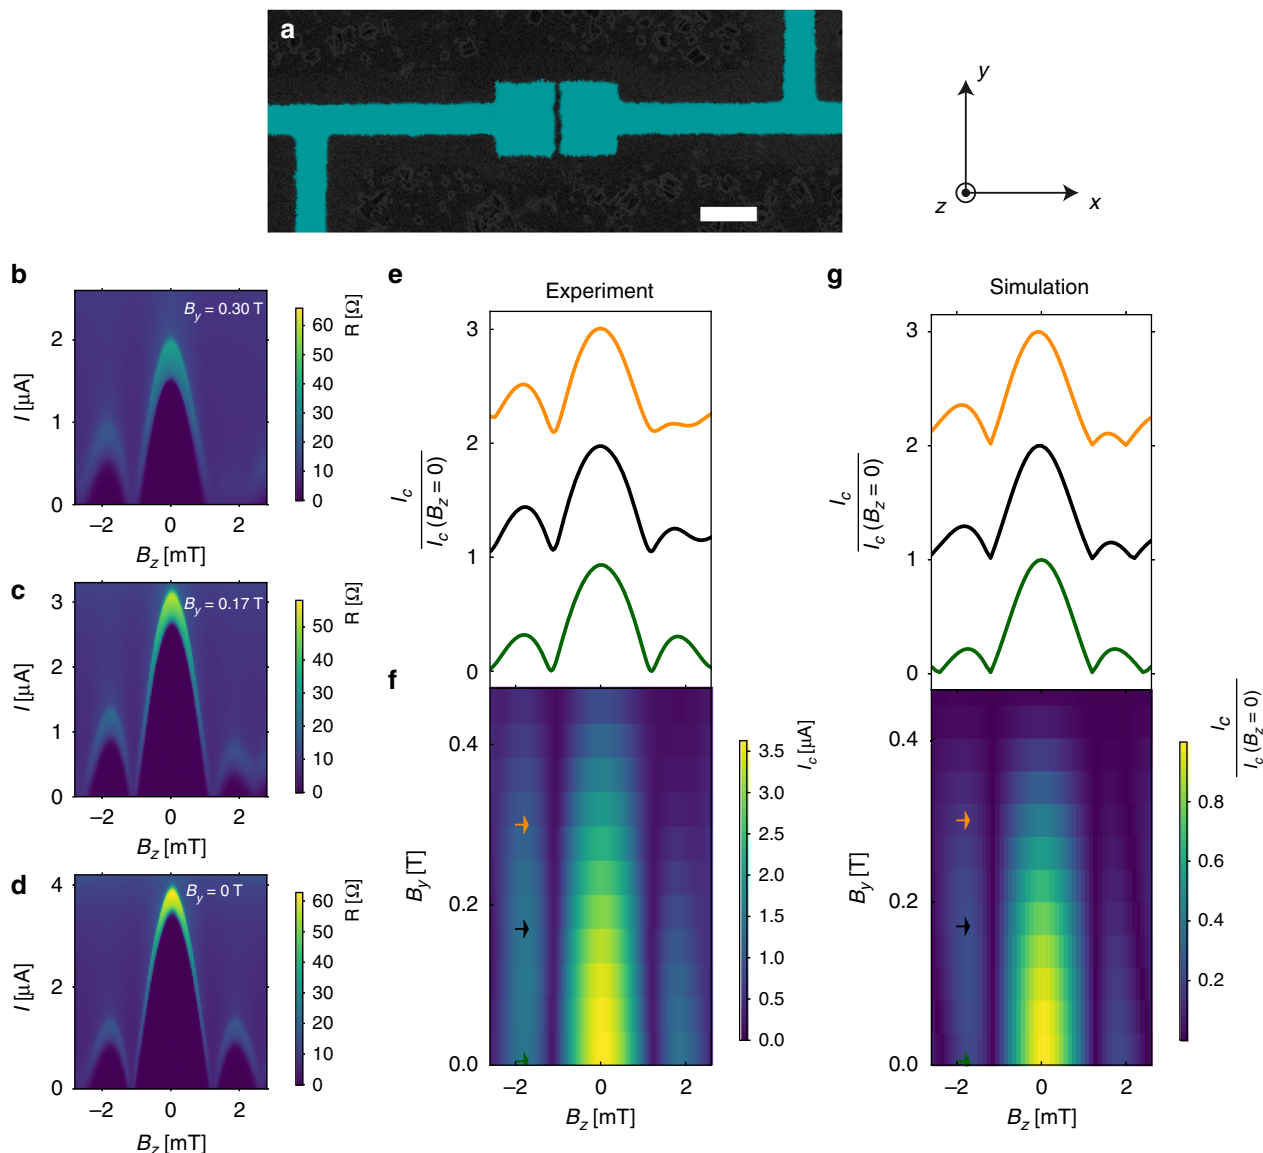 a
y
z
x
b
B_y = 0.30 T
R [Ω]
60
50
40
30
20
10
0
2
1
0
I [µA]
−2 0 2
B_z [mT]
c
B_y = 0.17 T
R [Ω]
50
40
30
20
10
0
3
2
1
0
I [µA]
−2 0 2
B_z [mT]
d
B_y = 0 T
R [Ω]
60
50
40
30
20
10
0
4
2
0
I [µA]
−2 0 2
B_z [mT]
e
Experiment
3
2
1
0
I_c
I_c (B_z = 0)
f
0.4
0.2
0.0
B_y [T]
−2 0 2
B_z [mT]
3.5
3.0
2.5
2.0
1.5
1.0
0.5
0.0
I_c [µA]
g
Simulation
3
2
1
0
I_c
I_c (B_z = 0)
0.4
0.2
0.0
B_y [T]
−2 0 2
B_z [mT]
I_c
I_c (B_z = 0)
0.8
0.6
0.4
0.2